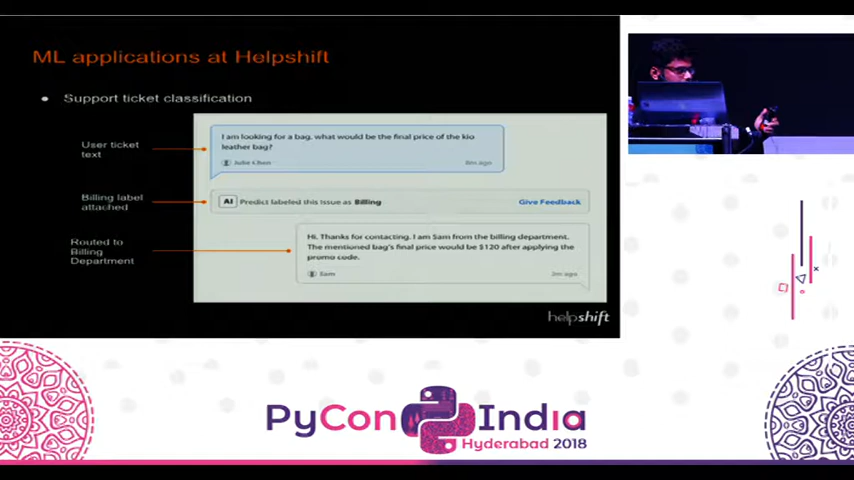 ML applications at Helpshift
● Support ticket classification
User ticket
text
I am looking for a bag, what would be the final price of the kio
leather bag?
Julie Chen
8m ago
Billing label
attached
AI Predict labeled this issue as Billing
Give Feedback
Routed to
Billing
Department
Hi. Thanks for contacting. I am Sam from the billing department.
The mentioned bag's final price would be $120 after applying the
promo code.
Sam
2m ago
helpshift
PyCon India
Hyderabad 2018